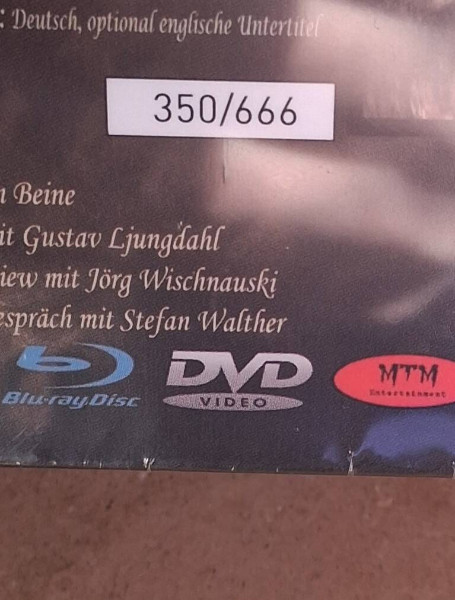 : Deutsch, optional englische Untertitel
350/666
n Beine
it Gustav Ljungdahl
iew mit Jörg Wischnauski
espräch mit Stefan Walther
Blu-ray Disc
DVD
VIDEO
MTM
Entertainment